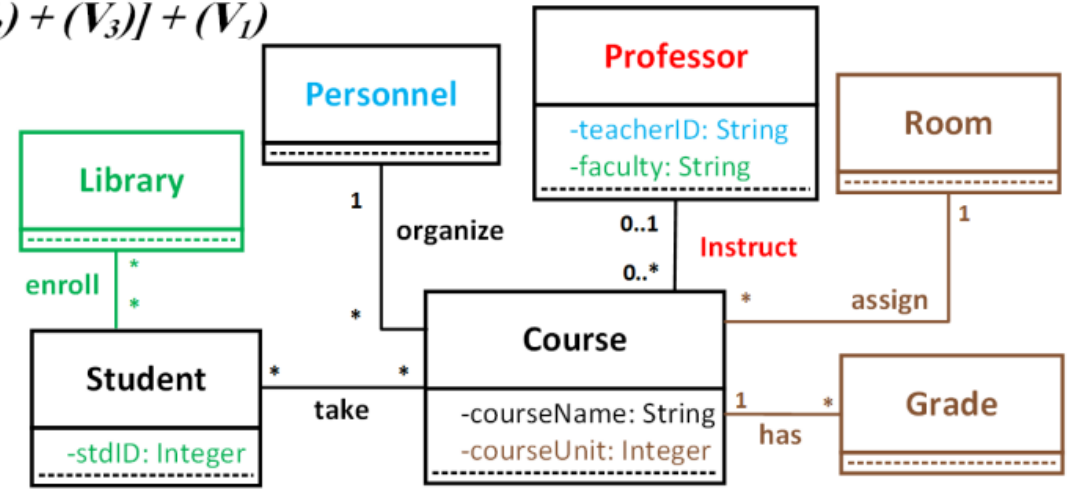 ) + (V3)] + (V1)
Personnel
Professor
-teacherID: String
-faculty: String
Room
Library
1
organize
0..1
Instruct
0..*
1
enroll
*
*
*
*
assign
Course
Student
*
*
take
-courseName: String
-courseUnit: Integer
1
*
has
Grade
-stdID: Integer